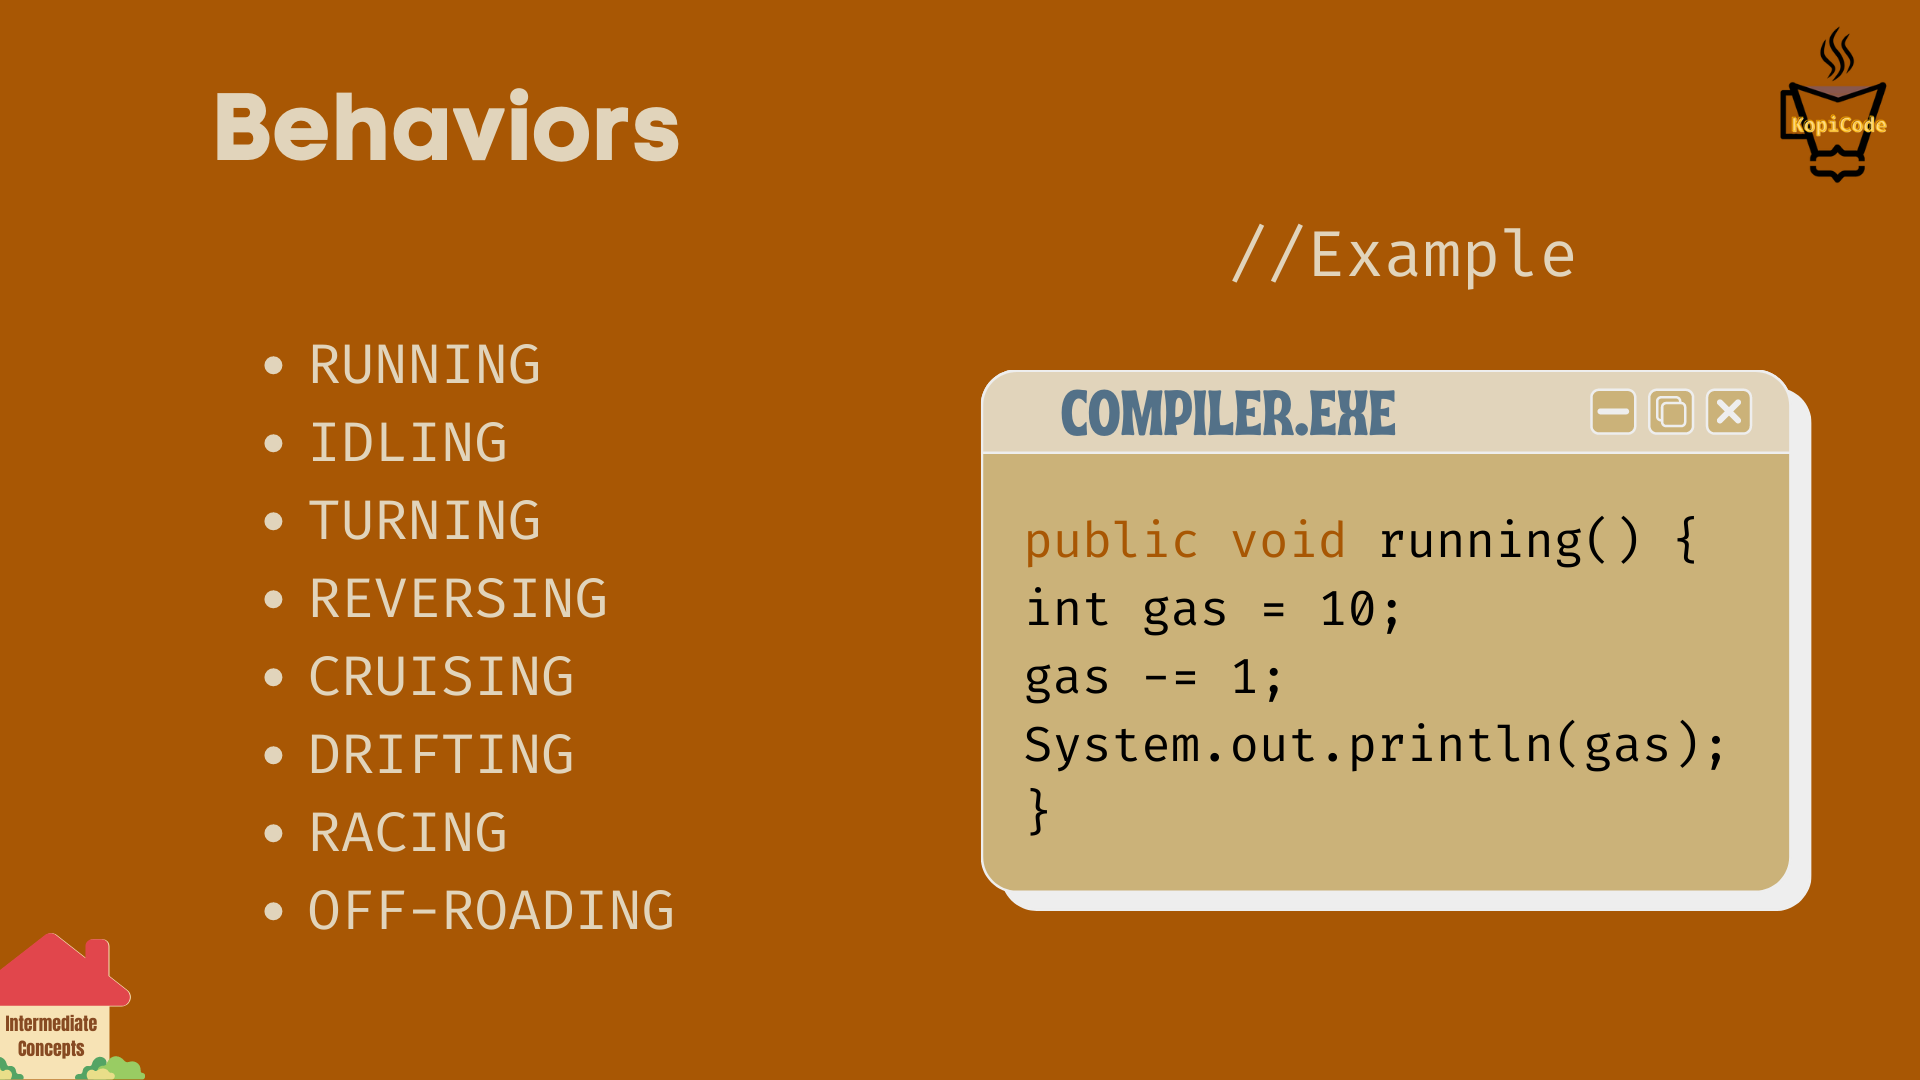 Behaviors
KopiCode
//Example
• RUNNING
• IDLING
• TURNING
• REVERSING
• CRUISING
• DRIFTING
• RACING
• OFF-ROADING
COMPILER.EXE
public void running() {
int gas = 10;
gas -= 1;
System.out.println(gas);
}
Intermediate
Concepts